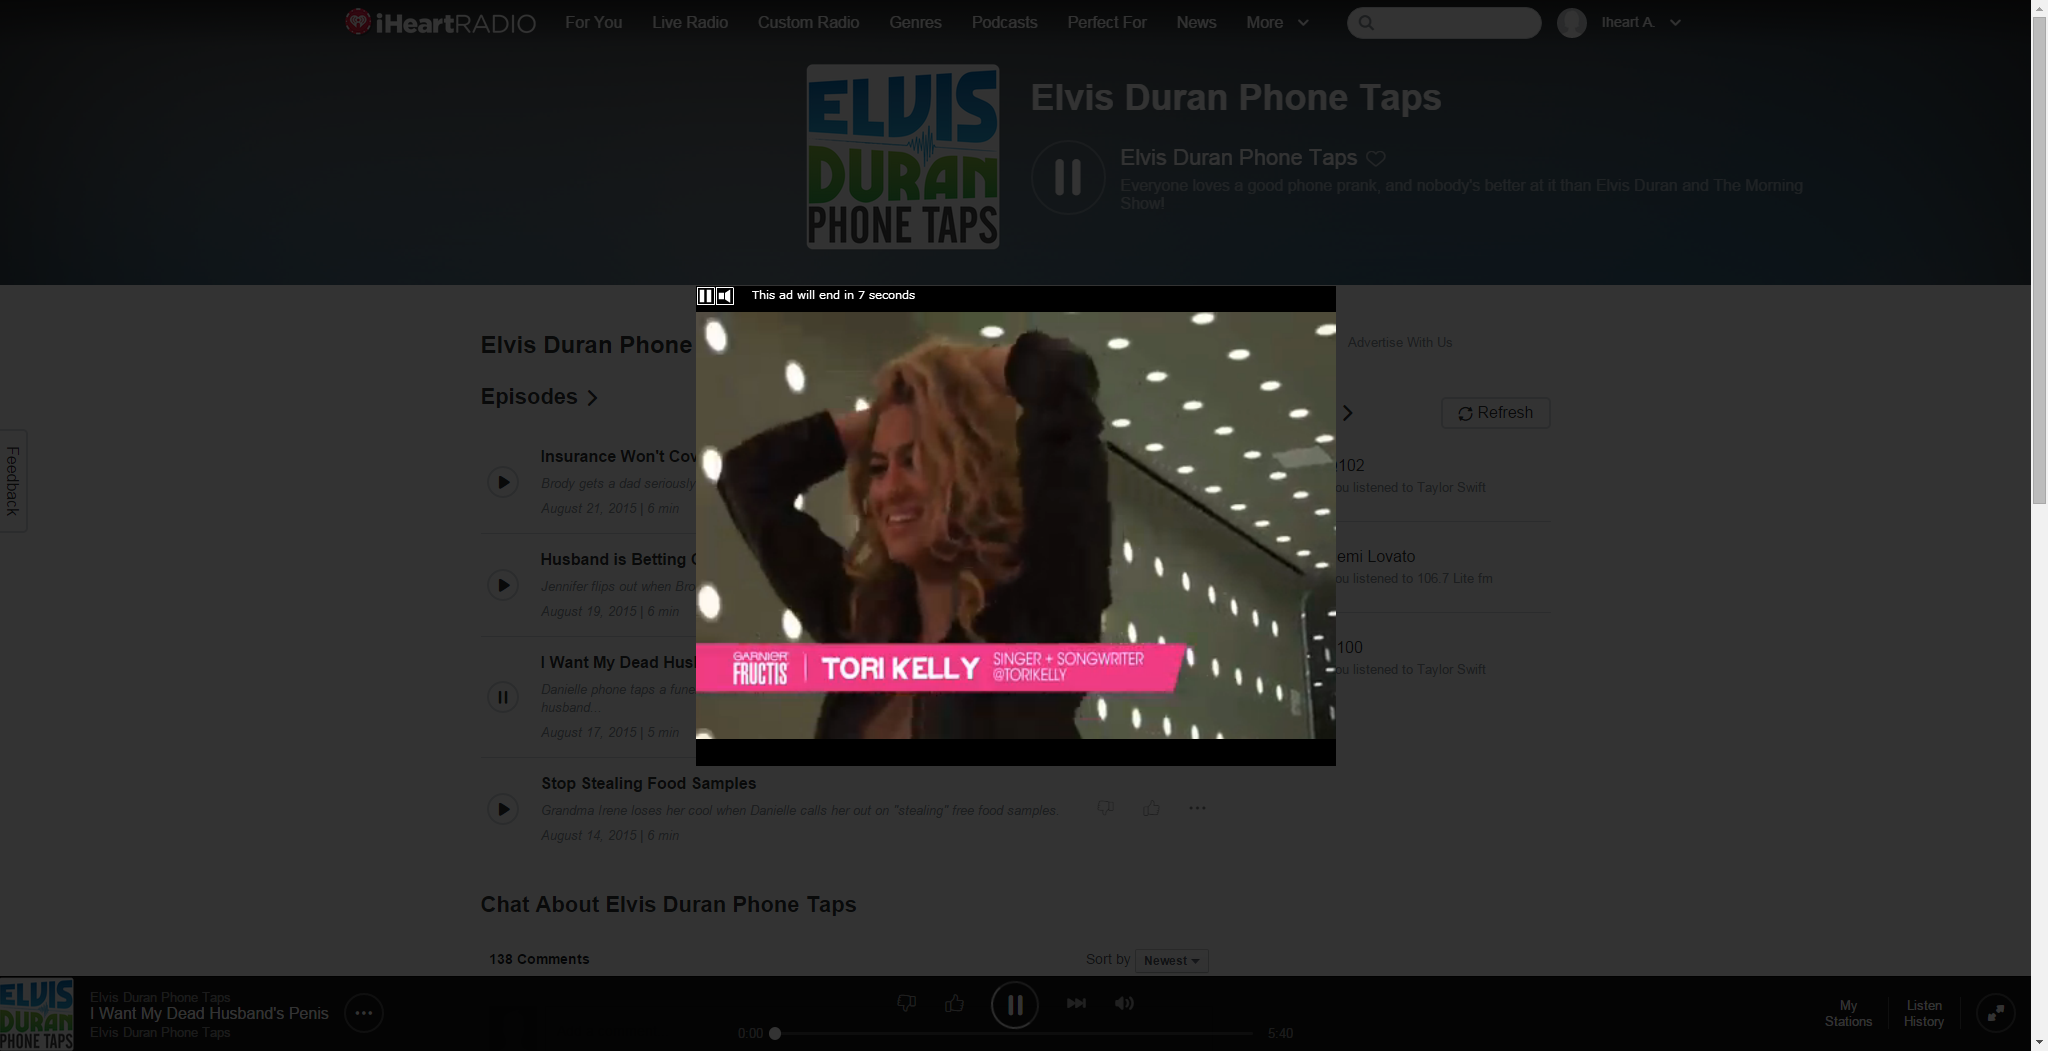 iHeartRADIO
For You
Live Radio
Custom Radio
Genres
Podcasts
Perfect For
News
More
Iheart A.
ELVIS
DURAN
PHONE TAPS
Elvis Duran Phone Taps
Elvis Duran Phone Taps
Everyone loves a good phone prank, and nobody's better at it than Elvis Duran and The Morning
Show!
This ad will end in 7 seconds
Elvis Duran Phone
Advertise With Us
Episodes
Refresh
Feedback
Insurance Won't Cov
Brody gets a dad seriously
August 21, 2015 | 6 min
102
ou listened to Taylor Swift
Husband is Betting
Jennifer flips out when Bro
August 19, 2015 | 6 min
emi Lovato
ou listened to 106.7 Lite fm
I Want My Dead Hus
Danielle phone taps a fune
husband...
August 17, 2015 | 5 min
100
ou listened to Taylor Swift
GARNIER
FRUCTIS
TORI KELLY
SINGER + SONGWRITER
@TORIKELLY
Stop Stealing Food Samples
Grandma Irene loses her cool when Danielle calls her out on "stealing" free food samples.
August 14, 2015 | 6 min
Chat About Elvis Duran Phone Taps
138 Comments
Sort by
Newest
ELVIS
DURAN
PHONE TAPS
Elvis Duran Phone Taps
I Want My Dead Husband's Penis
Elvis Duran Phone Taps
0:00
5:40
My
Stations
Listen
History